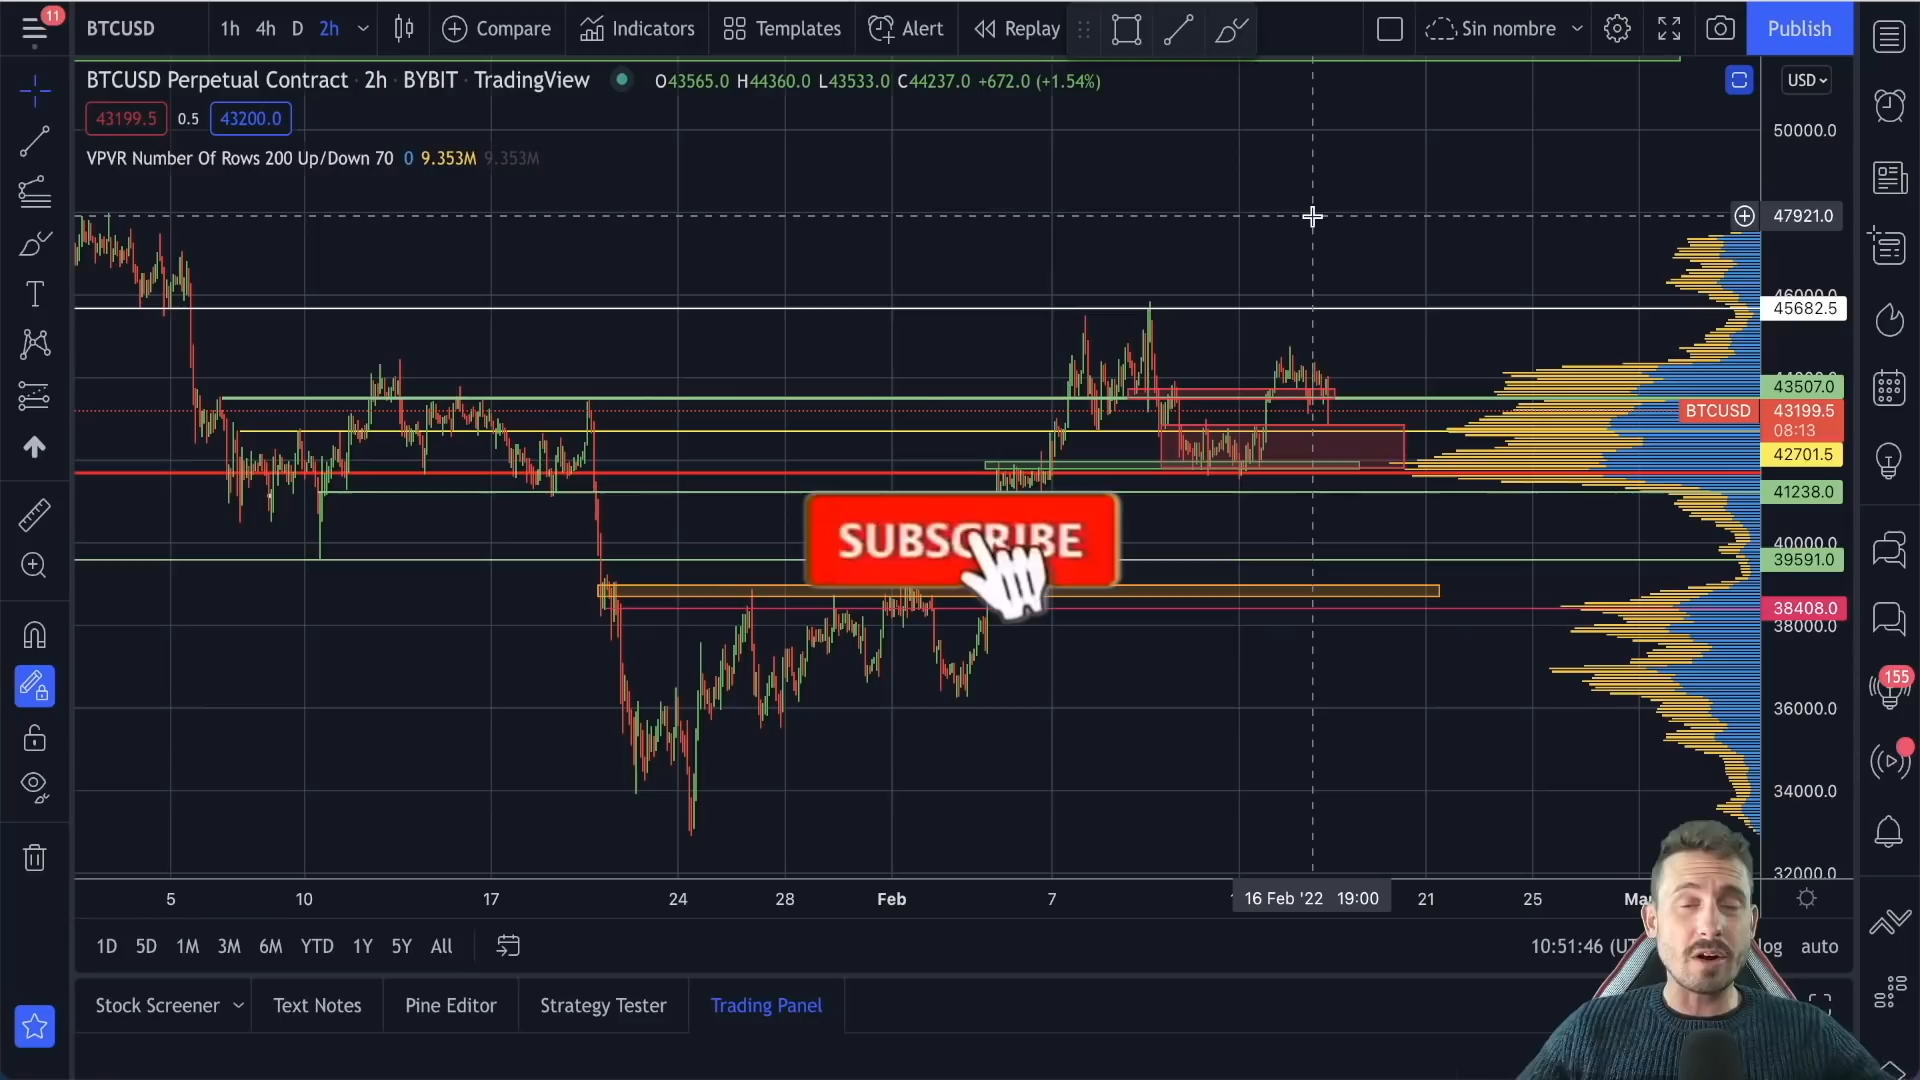 11
BTCUSD 1h 4h D 2h Compare Indicators Templates Alert Replay Sin nombre Publish
BTCUSD Perpetual Contract · 2h · BYBIT · TradingView O43565.0 H44360.0 L43533.0 C44237.0 +672.0 (+1.54%) USD
43199.5 0.5 43200.0
50000.0
VPVR Number Of Rows 200 Up/Down 70 0 9.353M 9.353M
47921.0
45682.5
43507.0
BTCUSD 43199.5
08:13
42701.5
41238.0
SUBSCRIBE
40000.0
39591.0
38408.0
38000.0
155
36000.0
34000.0
32000.0
5 10 17 24 28 Feb 7 16 Feb '22 19:00 21 25
1D 5D 1M 3M 6M YTD 1Y 5Y All 10:51:46 auto
Stock Screener Text Notes Pine Editor Strategy Tester Trading Panel